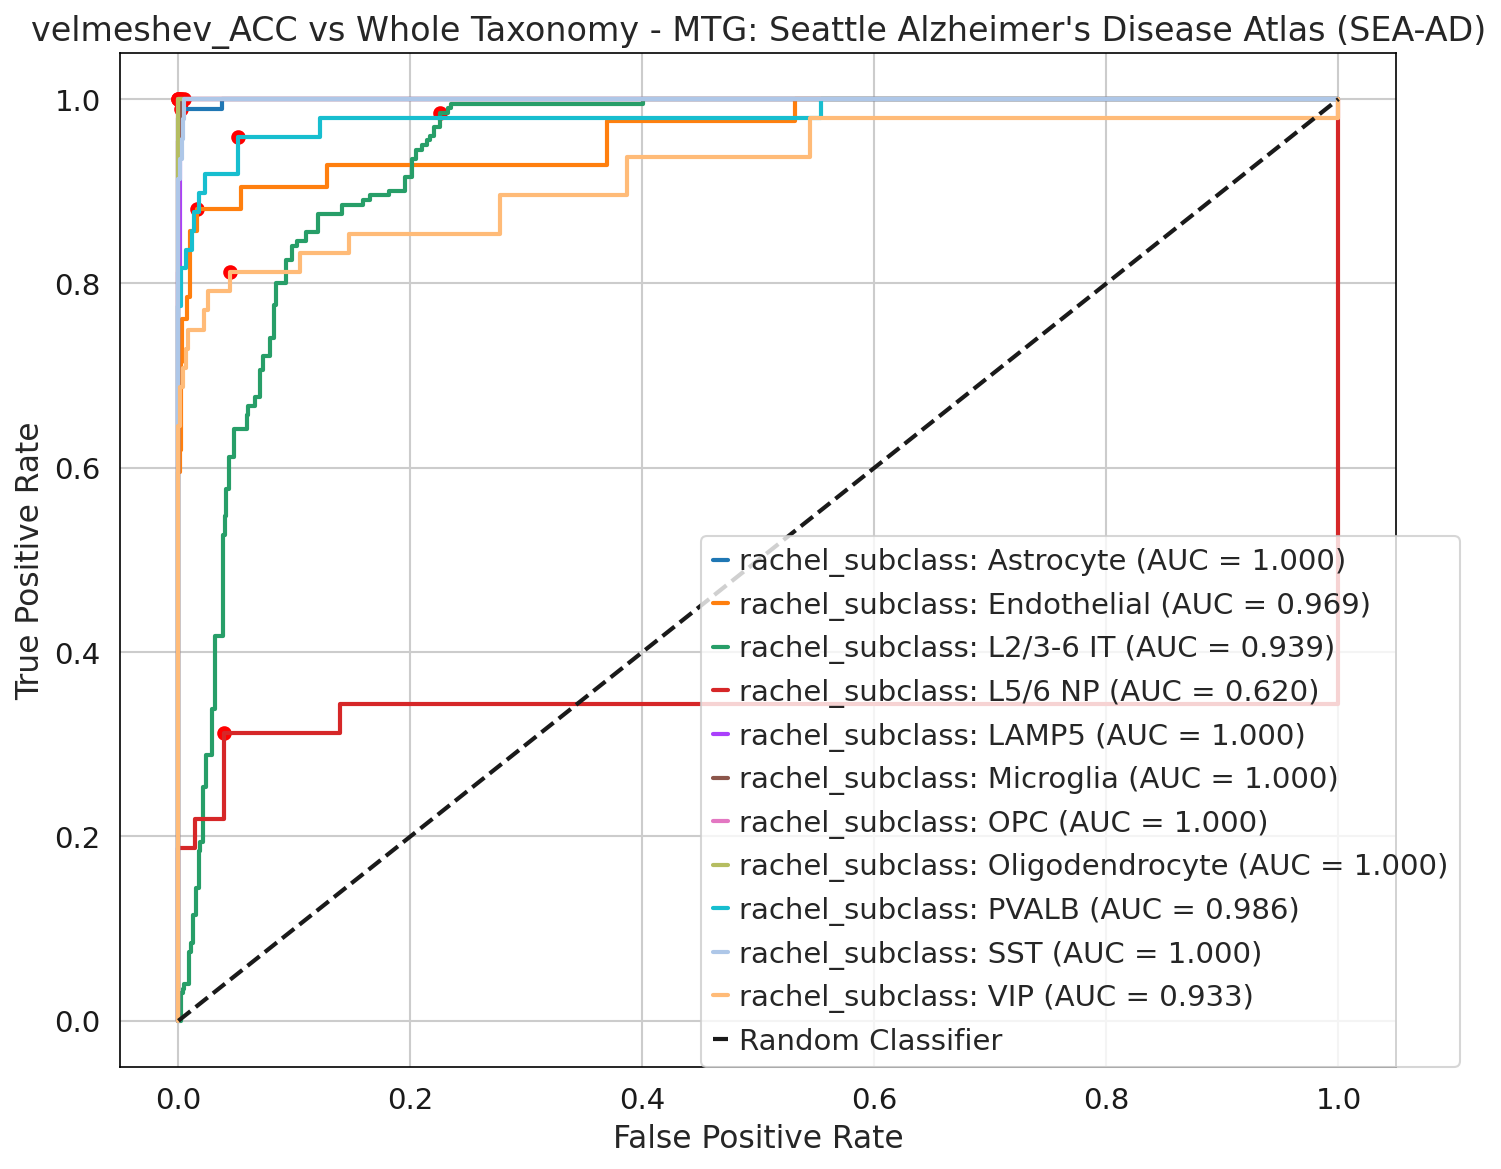 velmeshev_ACC vs Whole Taxonomy - MTG: Seattle Alzheimer's Disease Atlas (SEA-AD)
True Positive Rate
1.0
0.8
0.6
0.4
0.2
0.0
rachel_subclass: Astrocyte (AUC = 1.000)
rachel_subclass: Endothelial (AUC = 0.969)
rachel_subclass: L2/3-6 IT (AUC = 0.939)
rachel_subclass: L5/6 NP (AUC = 0.620)
rachel_subclass: LAMP5 (AUC = 1.000)
rachel_subclass: Microglia (AUC = 1.000)
rachel_subclass: OPC (AUC = 1.000)
rachel_subclass: Oligodendrocyte (AUC = 1.000)
rachel_subclass: PVALB (AUC = 0.986)
rachel_subclass: SST (AUC = 1.000)
rachel_subclass: VIP (AUC = 0.933)
Random Classifier
0.0 0.2 0.4 0.6 0.8 1.0
False Positive Rate